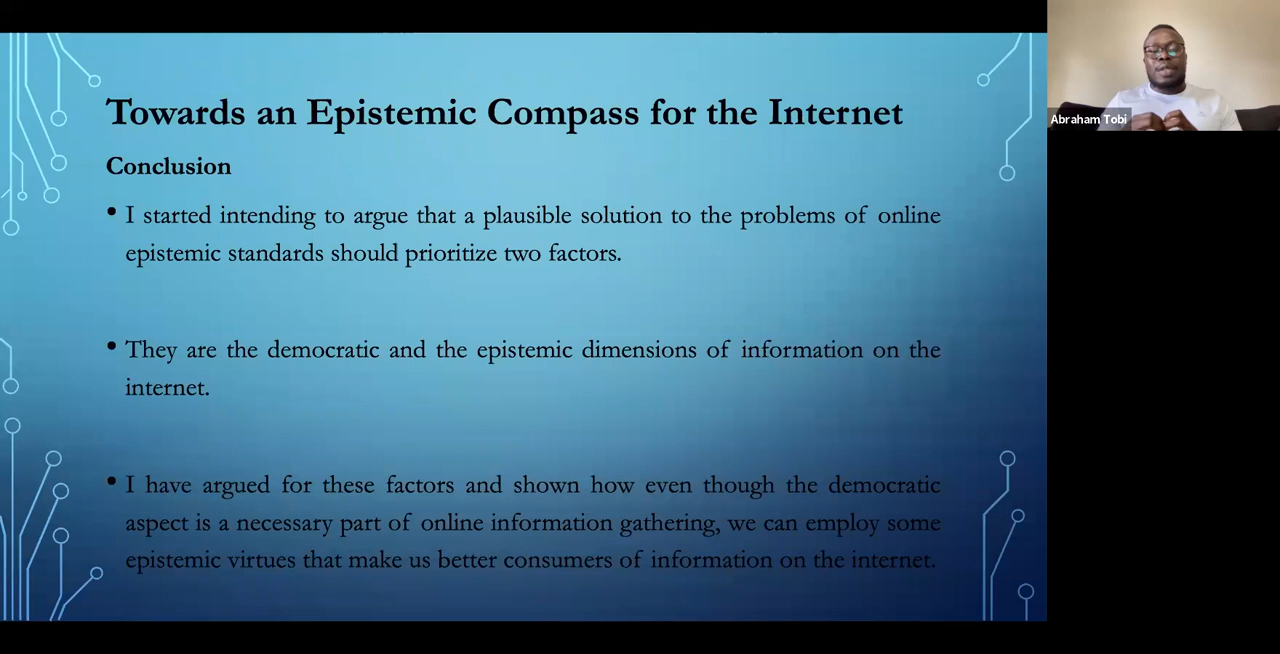 Towards an Epistemic Compass for the Internet
Abraham Tobi
Conclusion
• I started intending to argue that a plausible solution to the problems of online
epistemic standards should prioritize two factors.
• They are the democratic and the epistemic dimensions of information on the
internet.
• I have argued for these factors and shown how even though the democratic
aspect is a necessary part of online information gathering, we can employ some
epistemic virtues that make us better consumers of information on the internet.